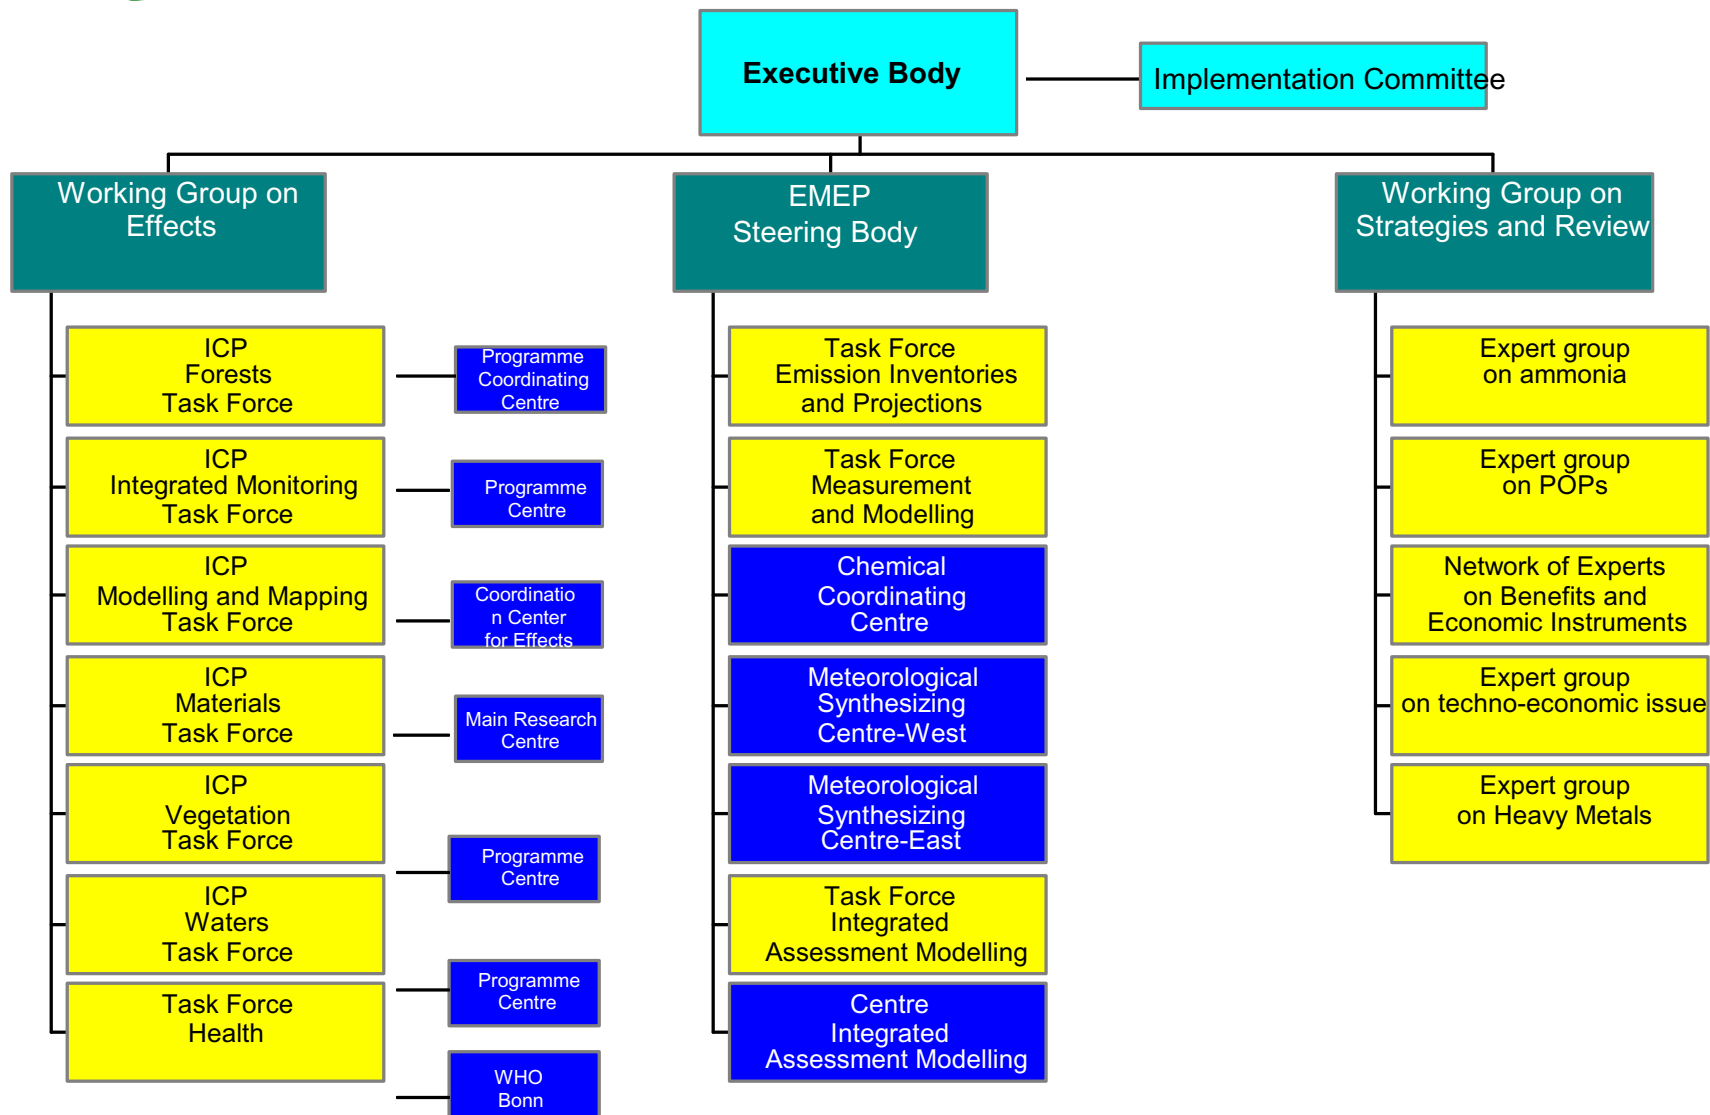 Executive Body
Implementation Committee
Working Group on
Effects
EMEP
Steering Body
Working Group on
Strategies and Review
ICP
Forests
Task Force
Programme
Coordinating
Centre
ICP
Integrated Monitoring
Task Force
Programme
Centre
ICP
Modelling and Mapping
Task Force
Coordinatio
n Center
for Effects
ICP
Materials
Task Force
Main Research
Centre
ICP
Vegetation
Task Force
Programme
Centre
ICP
Waters
Task Force
Programme
Centre
Task Force
Health
WHO
Bonn
Task Force
Emission Inventories
and Projections
Task Force
Measurement
and Modelling
Chemical
Coordinating
Centre
Meteorological
Synthesizing
Centre-West
Meteorological
Synthesizing
Centre-East
Task Force
Integrated
Assessment Modelling
Centre
Integrated
Assessment Modelling
Expert group
on ammonia
Expert group
on POPs
Network of Experts
on Benefits and
Economic Instruments
Expert group
on techno-economic issue
Expert group
on Heavy Metals